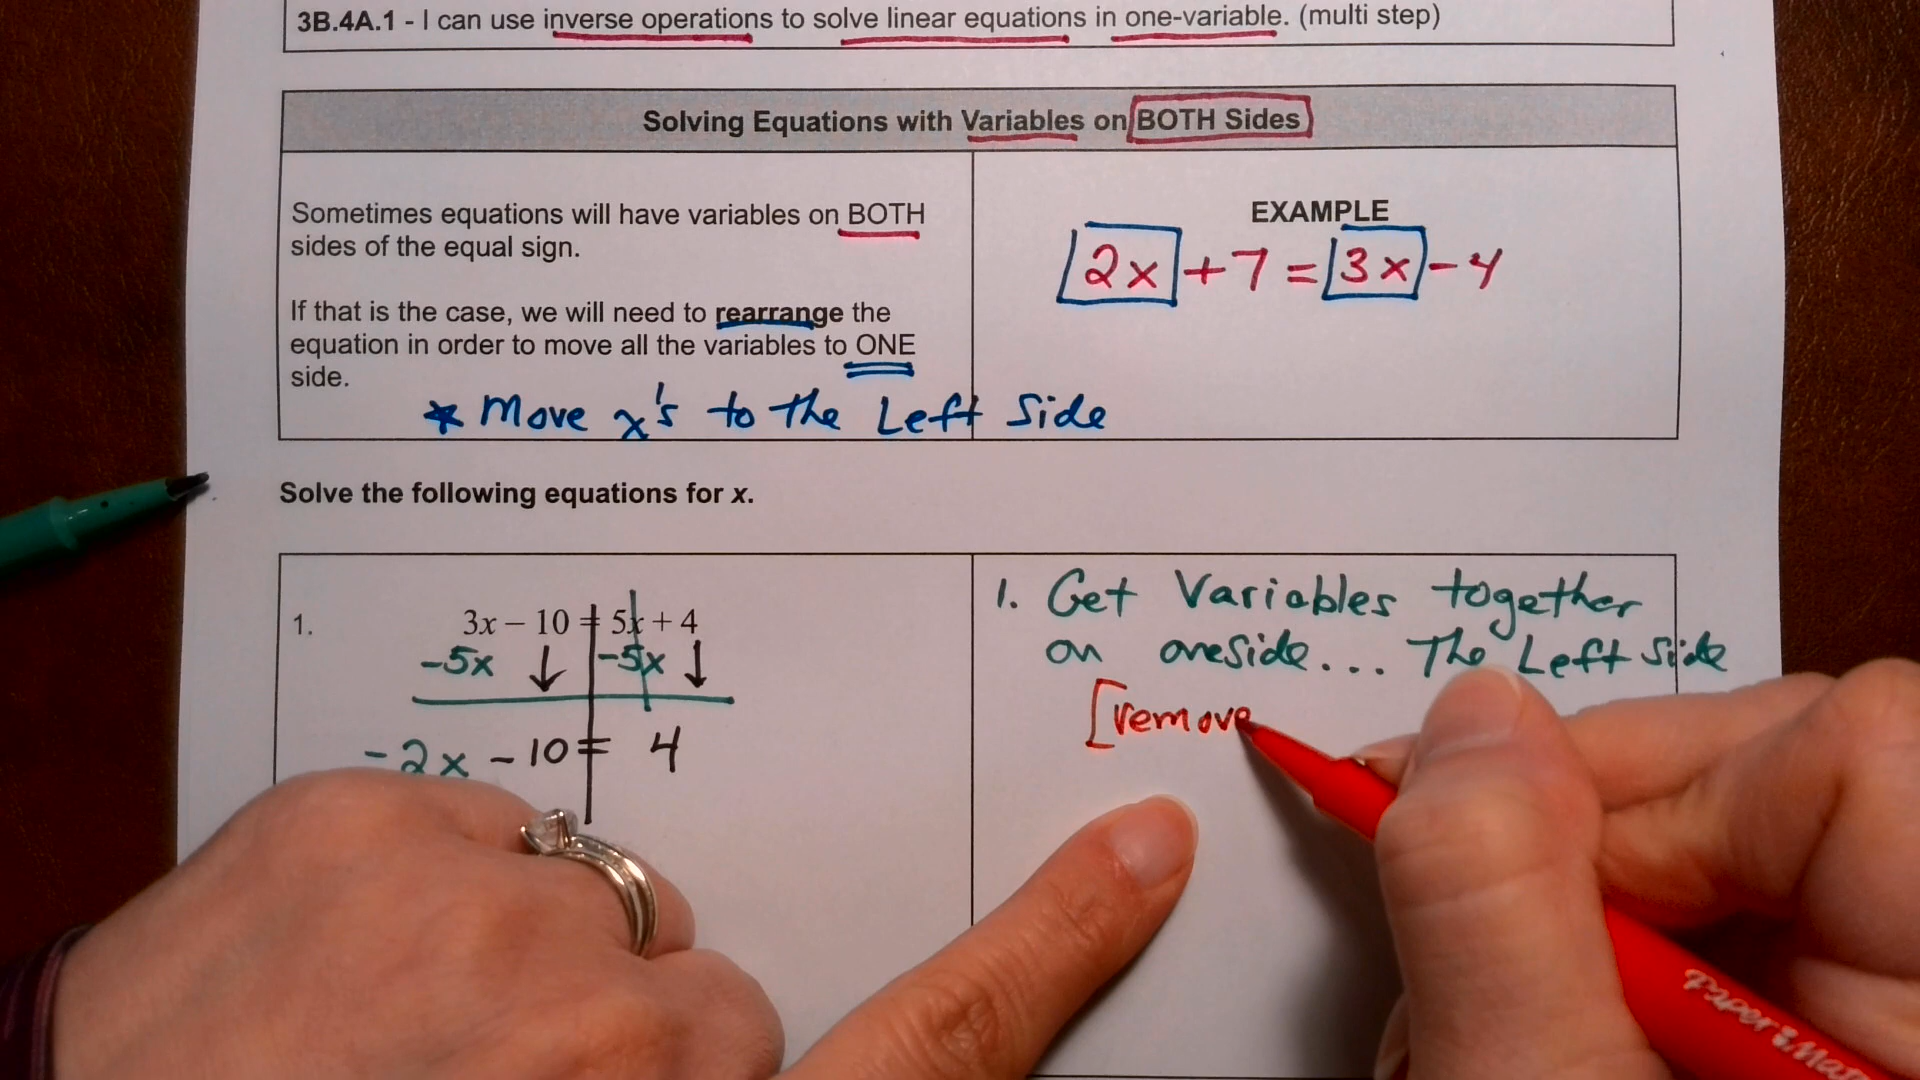 3B.4A.1 - I can use inverse operations to solve linear equations in one-variable. (multi step)
Solving Equations with Variables on BOTH Sides
Sometimes equations will have variables on BOTH
sides of the equal sign.
If that is the case, we will need to rearrange the
equation in order to move all the variables to ONE
side.
* Move x's to the Left Side
EXAMPLE
2x + 7 = 3x - 4
Solve the following equations for x.
1.
3x – 10 = 5x + 4
-5x -5x
-2x - 10 = 4
1. Get Variables together
on oneside... The Left Side
[remove
Paper Mat